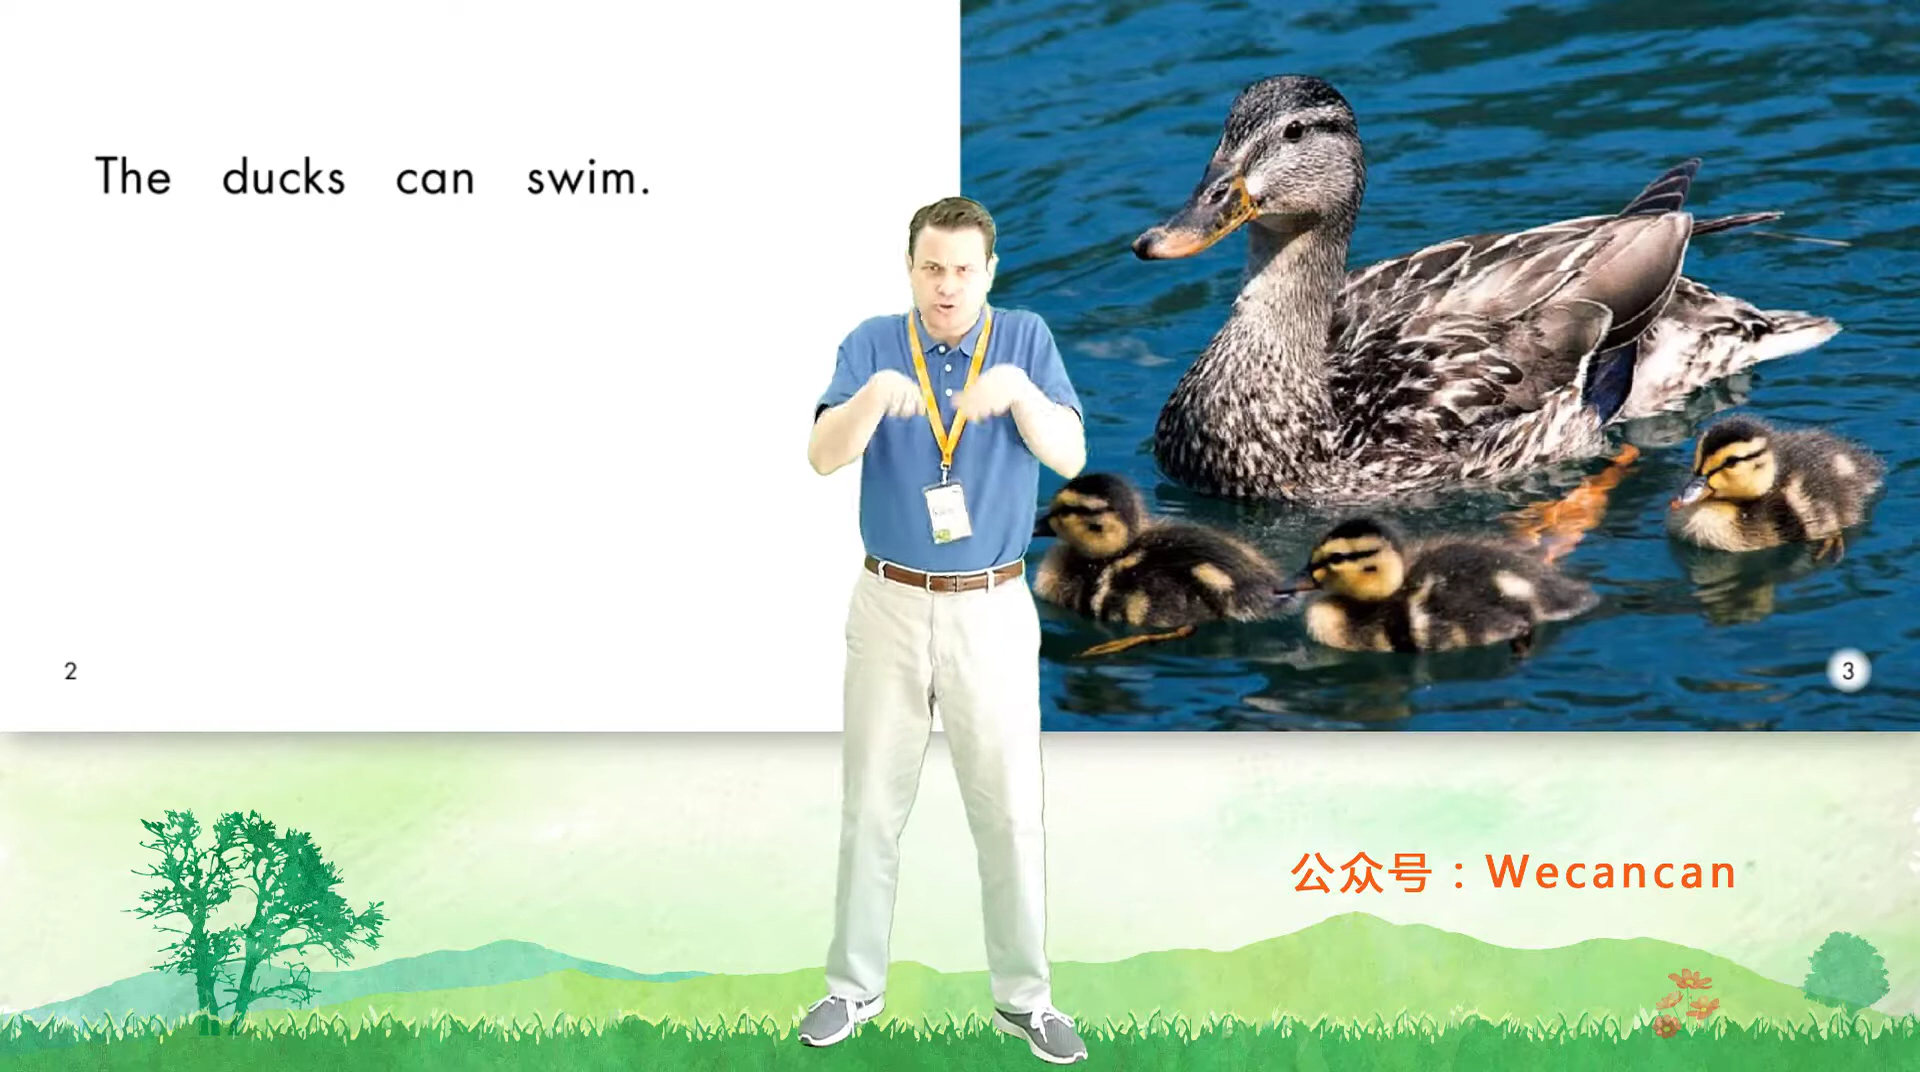 The ducks can swim.
2
3
公众号：Wecancan